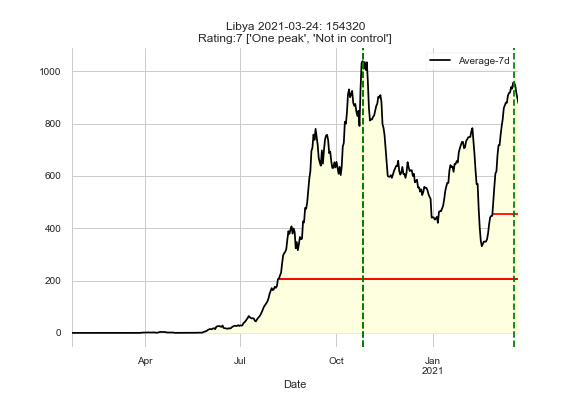 Libya 2021-03-24: 154320
Rating:7 ['One peak', 'Not in control']
Average-7d
1000
800
600
400
200
0
Apr
Jul
Oct
Jan
2021
Date